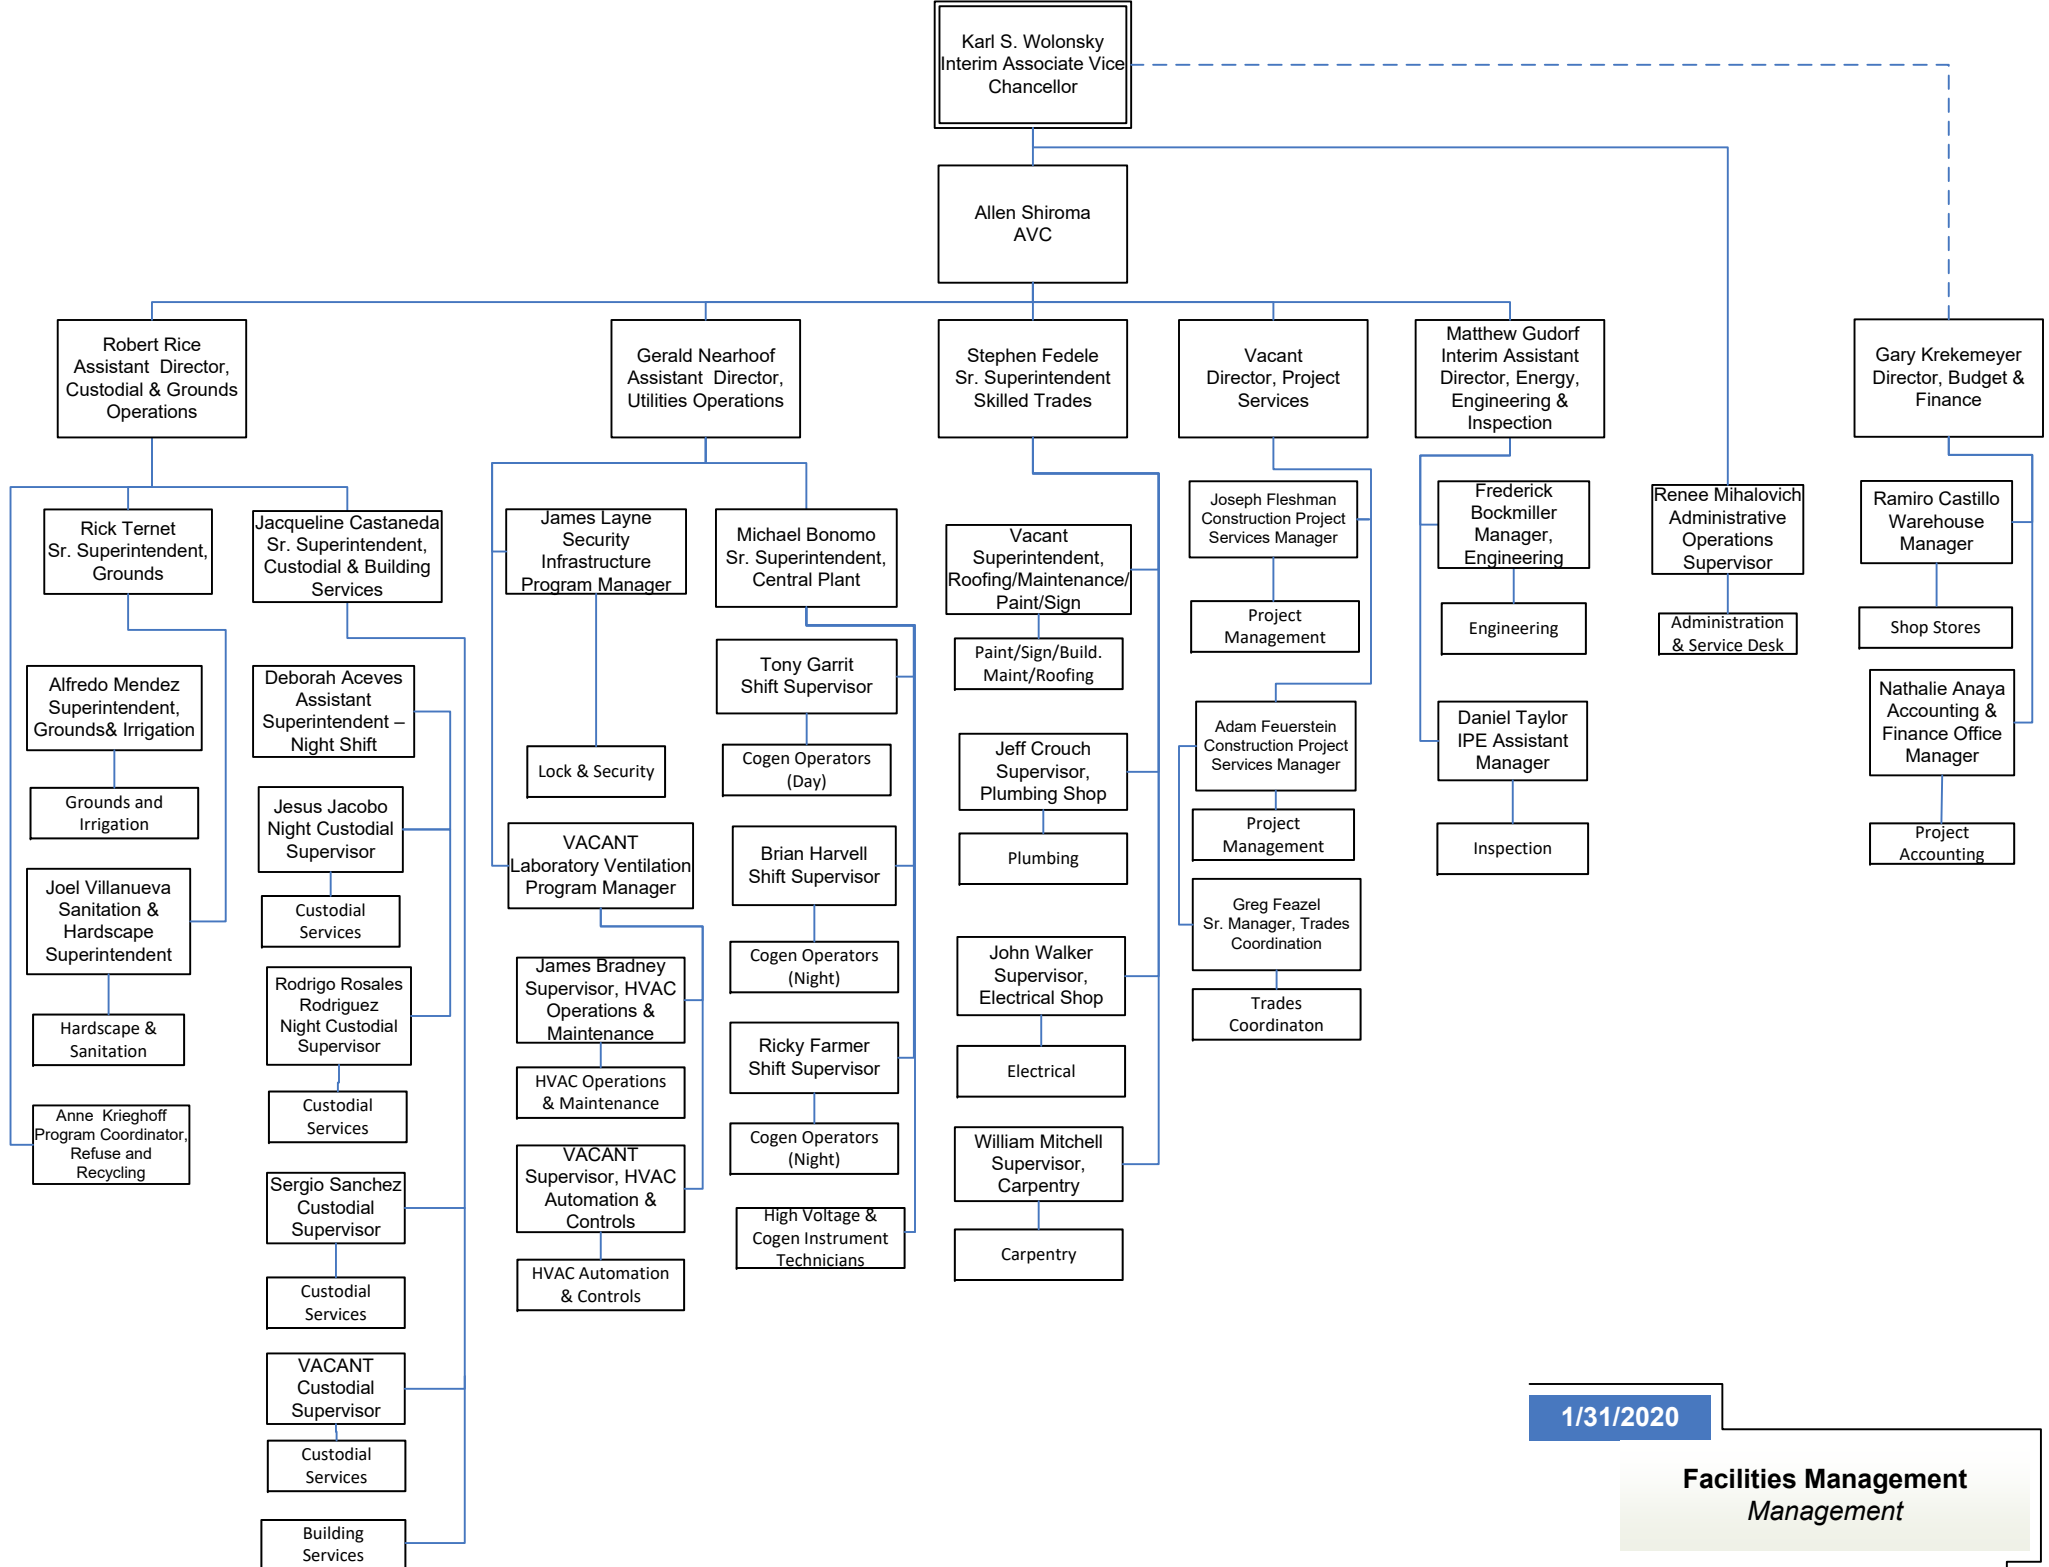 Karl S. Wolonsky
Interim Associate Vice
Chancellor
Allen Shiroma
AVC
Robert Rice
Assistant  Director,
Custodial & Grounds
Operations
Gerald Nearhoof
Assistant  Director,
Utilities Operations
Stephen Fedele
Sr. Superintendent
Skilled Trades
Vacant
Director, Project
Services
Matthew Gudorf
Interim Assistant
Director, Energy,
Engineering &
Inspection
Gary Krekemeyer
Director, Budget &
Finance
Rick Ternet
Sr. Superintendent,
Grounds
Jacqueline Castaneda
Sr. Superintendent,
Custodial & Building
Services
James Layne
Security
Infrastructure
Program Manager
Michael Bonomo
Sr. Superintendent,
Central Plant
Vacant
Superintendent,
Roofing/Maintenance/
Paint/Sign
Joseph Fleshman
Construction Project
Services Manager
Frederick
Bockmiller
Manager,
Engineering
Renee Mihalovich
Administrative
Operations
Supervisor
Ramiro Castillo
Warehouse
Manager
Project
Management
Engineering
Administration
& Service Desk
Shop Stores
Alfredo Mendez
Superintendent,
Grounds& Irrigation
Deborah Aceves
Assistant
Superintendent –
Night Shift
Tony Garrit
Shift Supervisor
Paint/Sign/Build.
Maint/Roofing
Adam Feuerstein
Construction Project
Services Manager
Daniel Taylor
IPE Assistant
Manager
Nathalie Anaya
Accounting &
Finance Office
Manager
Lock & Security
Cogen Operators
(Day)
Jeff Crouch
Supervisor,
Plumbing Shop
Grounds and
Irrigation
Jesus Jacobo
Night Custodial
Supervisor
VACANT
Laboratory Ventilation
Program Manager
Brian Harvell
Shift Supervisor
Plumbing
Project
Management
Inspection
Project
Accounting
Joel Villanueva
Sanitation &
Hardscape
Superintendent
Custodial
Services
Greg Feazel
Sr. Manager, Trades
Coordination
James Bradney
Supervisor, HVAC
Operations &
Maintenance
Cogen Operators
(Night)
John Walker
Supervisor,
Electrical Shop
Rodrigo Rosales
Rodriguez
Night Custodial
Supervisor
Trades
Coordinaton
Hardscape &
Sanitation
HVAC Operations
& Maintenance
Ricky Farmer
Shift Supervisor
Electrical
Anne  Krieghoff
Program Coordinator,
Refuse and
Recycling
Custodial
Services
VACANT
Supervisor, HVAC
Automation &
Controls
Cogen Operators
(Night)
William Mitchell
Supervisor,
Carpentry
Sergio Sanchez
Custodial
Supervisor
High Voltage &
Cogen Instrument
Technicians
Carpentry
Custodial
Services
HVAC Automation
& Controls
VACANT
Custodial
Supervisor
Custodial
Services
Building
Services
1/31/2020
Facilities Management
Management